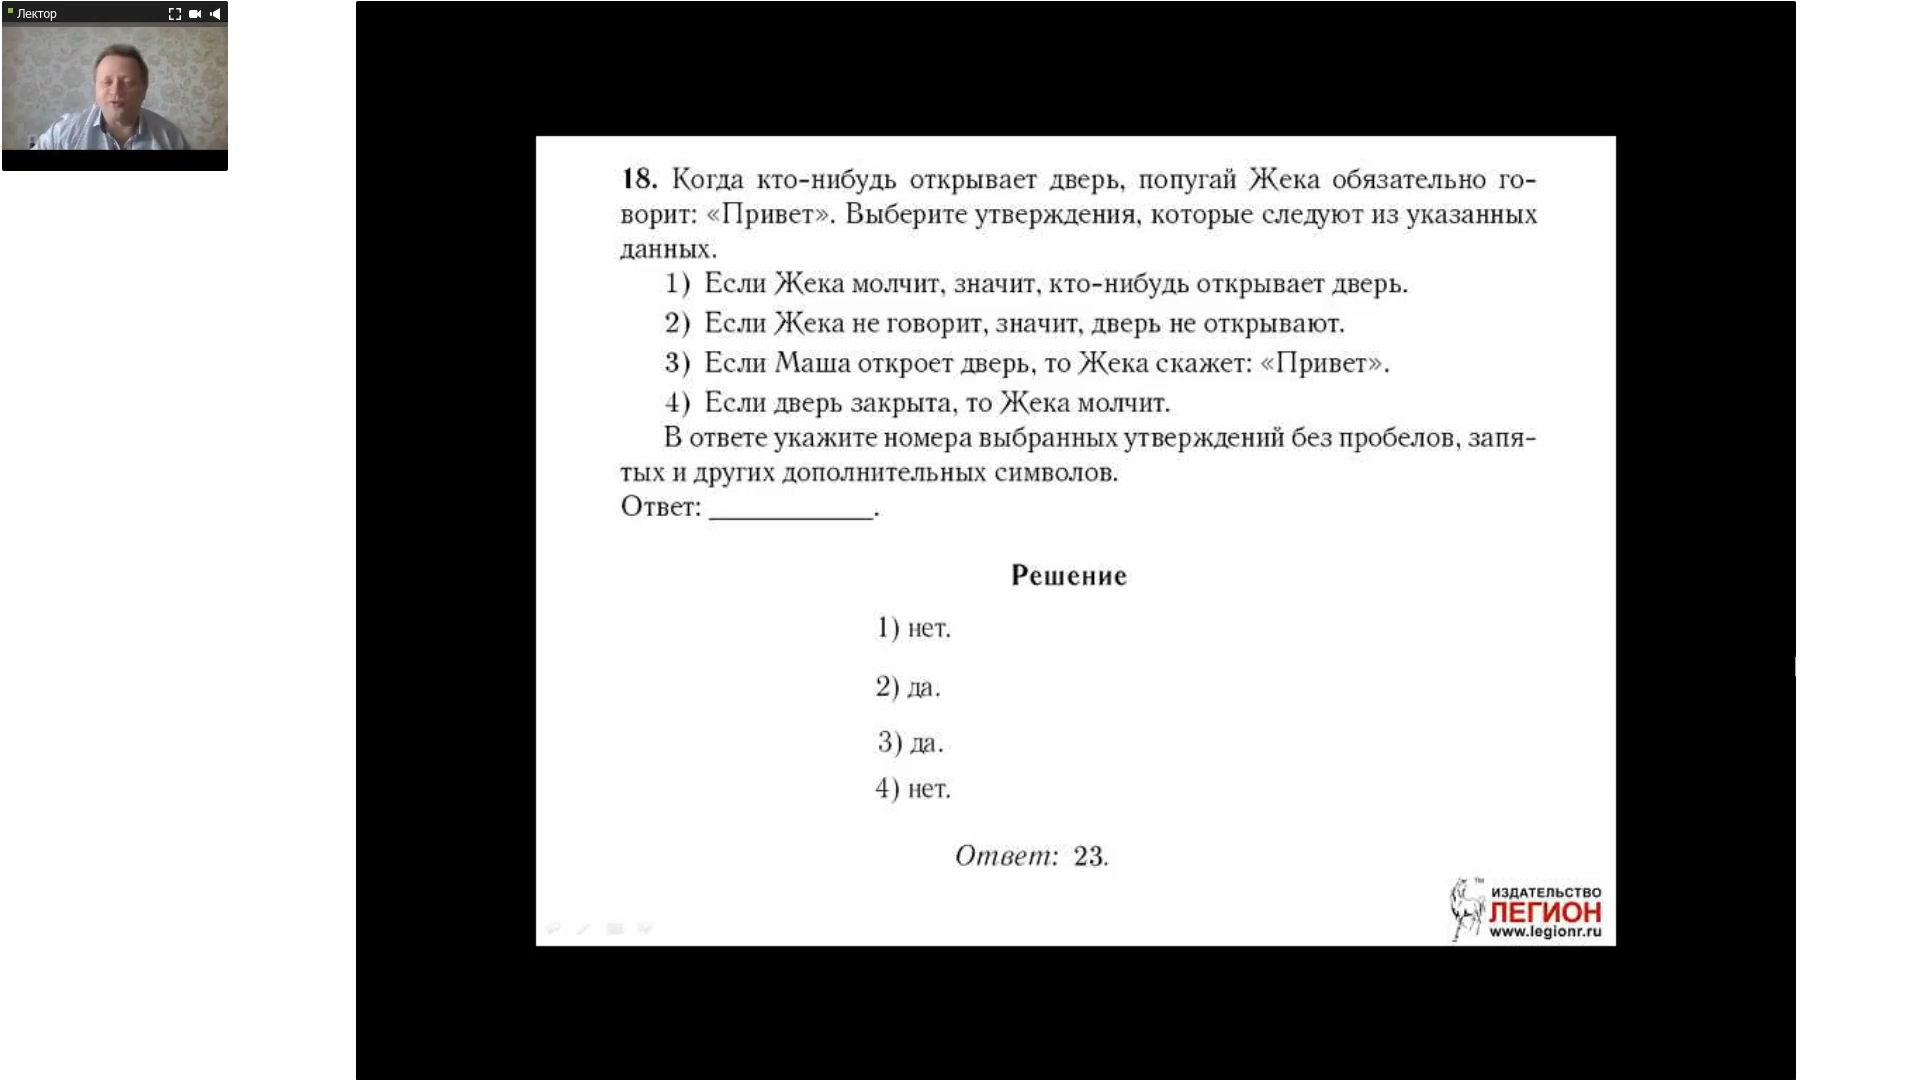 Лектор
18. Когда кто-нибудь открывает дверь, попугай Жека обязательно го-
ворит: «Привет». Выберите утверждения, которые следуют из указанных
данных.
1) Если Жека молчит, значит, кто-нибудь открывает дверь.
2) Если Жека не говорит, значит, дверь не открывают.
3) Если Маша откроет дверь, то Жека скажет: «Привет».
4) Если дверь закрыта, то Жека молчит.
В ответе укажите номера выбранных утверждений без пробелов, запя-
тых и других дополнительных символов.
Ответ: ____________.
Решение
1) нет.
2) да.
3) да.
4) нет.
Ответ: 23.
TM
ИЗДАТЕЛЬСТВО
ЛЕГИОН
www.legionr.ru